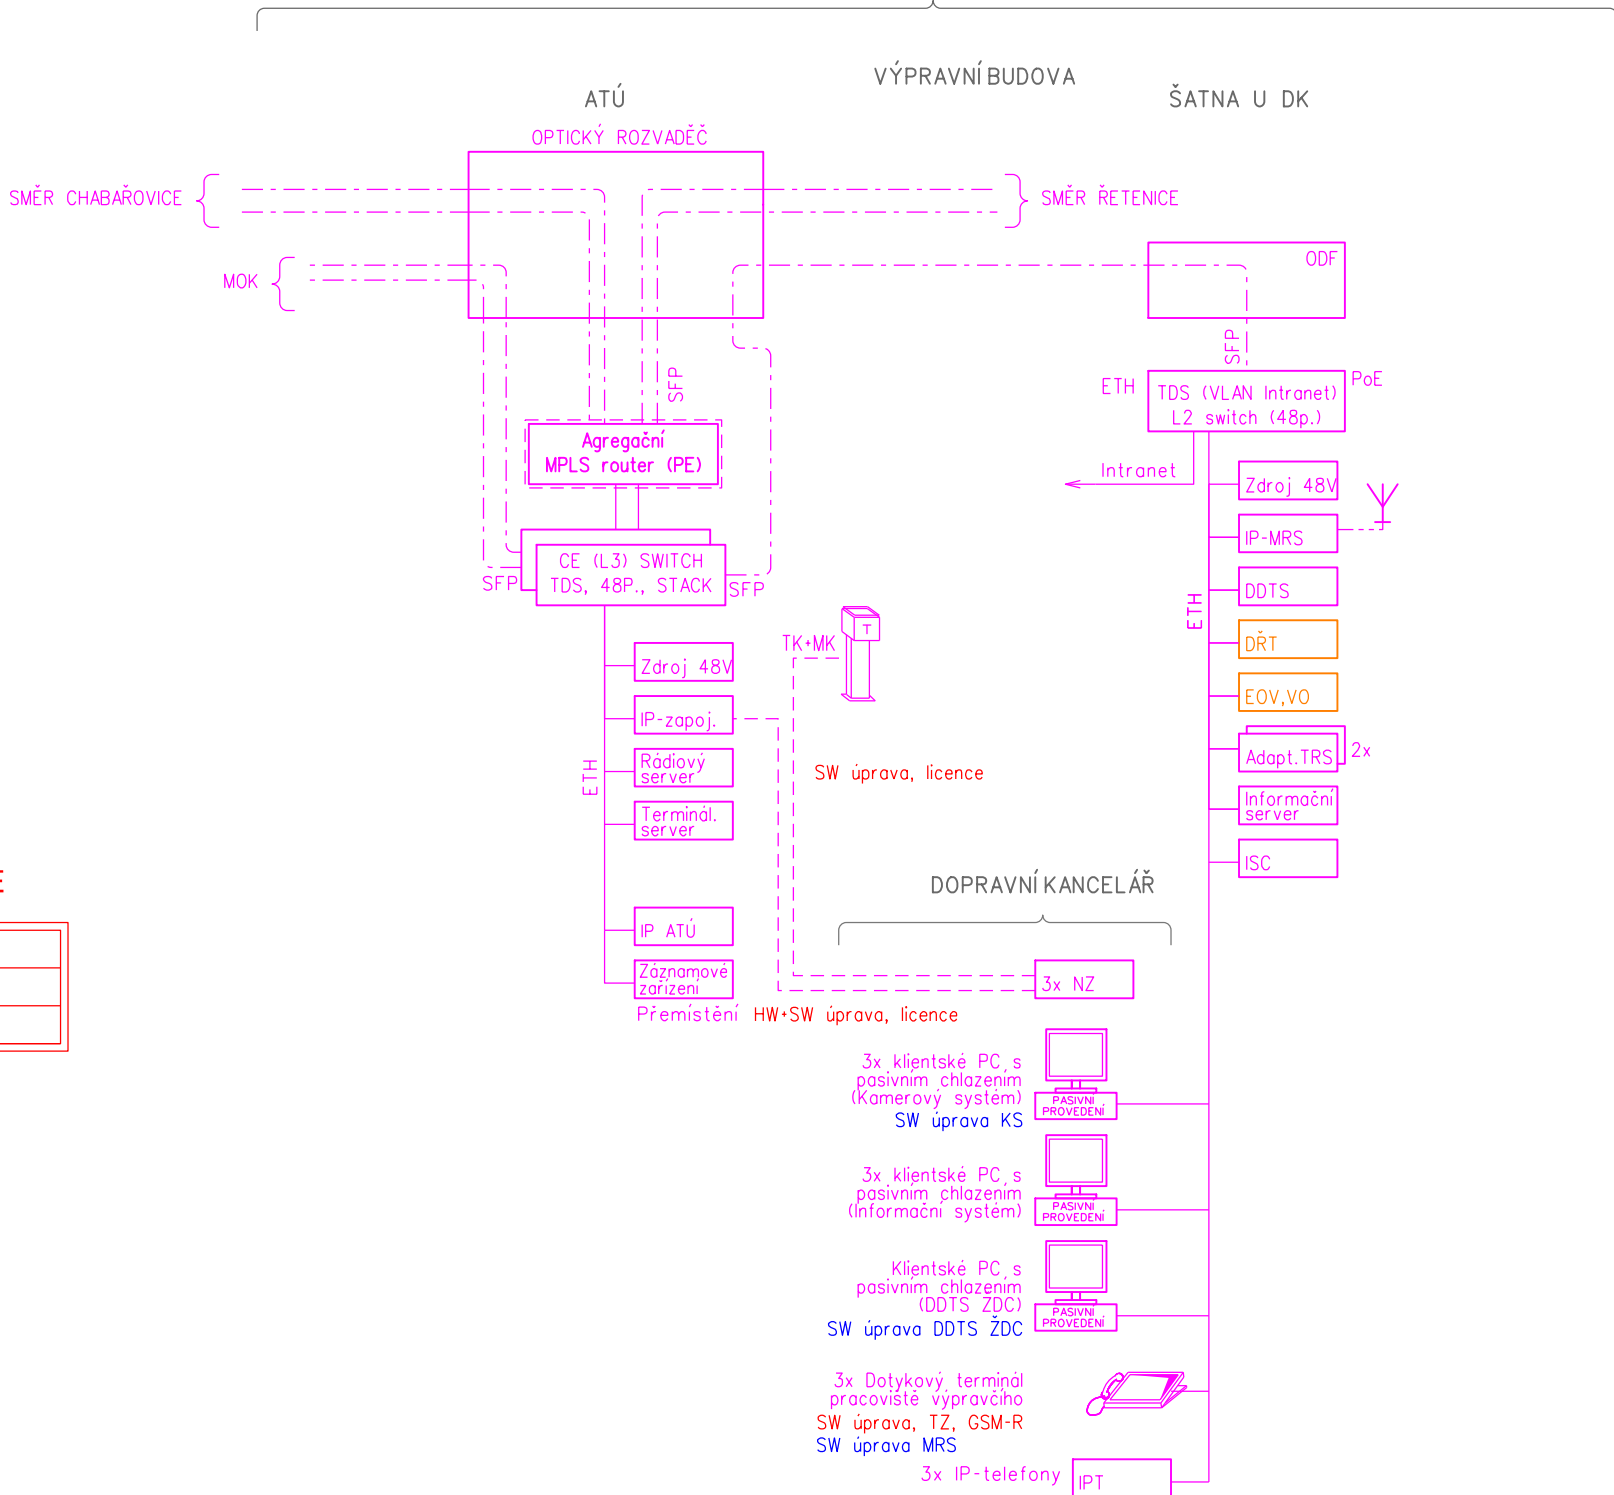 VÝPRAVNÍ BUDOVA
ATÚ
ŠATNA U DK
OPTICKÝ ROZVADĚČ
SMĚR CHABAŘOVICE
SMĚR ŘETENICE
MOK
ODF
SFP
SFP
ETH
TDS (VLAN Intranet)
L2 switch (48p.)
PoE
Agregační
MPLS router (PE)
Intranet
Zdroj 48V
IP-MRS
CE (L3) SWITCH
TDS, 48P., STACK
SFP
SFP
DDTS
ETH
DŘT
TK+MK
T
Zdroj 48V
EOV,VO
IP-zapoj.
Adapt.TRS
2x
Rádiový
server
ETH
SW úprava, licence
Informační
server
Terminál.
server
ISC
DOPRAVNÍ KANCELÁŘ
IP ATÚ
Záznamové
zařízení
3x NZ
Přemístění HW+SW úprava, licence
3x klientské PC s
pasivním chlazením
(Kamerový systém)
SW úprava KS
PASIVNÍ
PROVEDENÍ
3x klientské PC s
pasivním chlazením
(Informační systém)
PASIVNÍ
PROVEDENÍ
Klientské PC s
pasivním chlazením
(DDTS ŽDC)
SW úprava DDTS ŽDC
PASIVNÍ
PROVEDENÍ
3x Dotykový terminál
pracoviště výpravčího
SW úprava, TZ, GSM-R
SW úprava MRS
3x IP-telefony
IPT